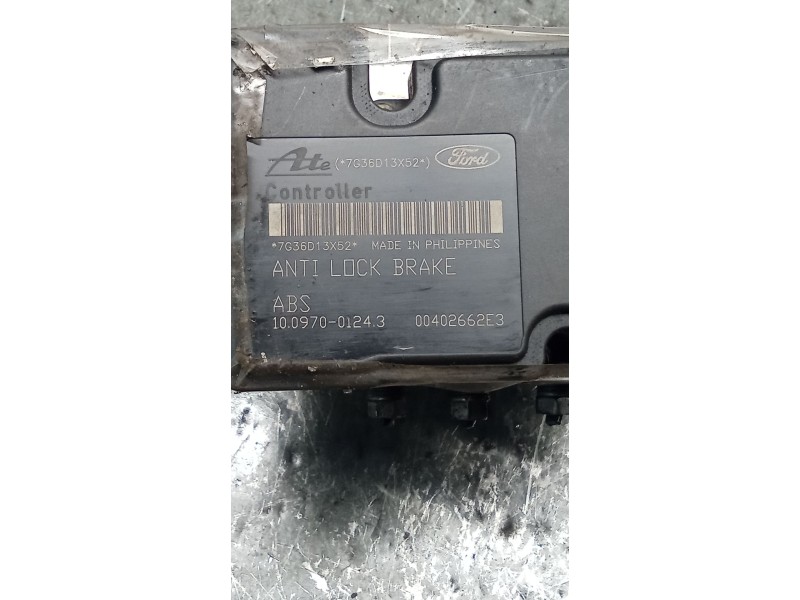 Ate (*7G36D13X52*) Ford
Controller
*7G36D13X52* MADE IN PHILIPPINES
ANTI LOCK BRAKE
ABS
10.0970-0124.3 00402662E3